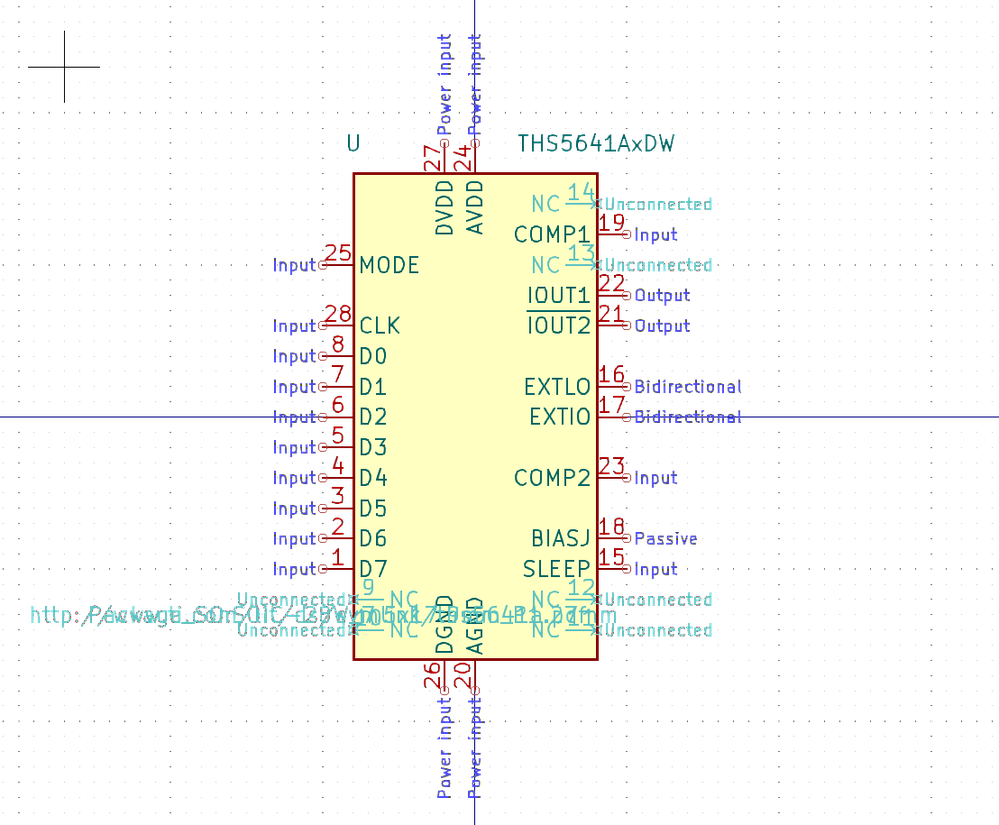 Power input
Power input
U
THS5641AxDW
27
24
DVDD
AVDD
NC 14 Unconnected
COMP1 19 Input
Input 25 MODE
NC 13 Unconnected
IOUT1 22 Output
Input 28 CLK
IOUT2 21 Output
Input 8 D0
Input 7 D1
EXTLO 16 Bidirectional
Input 6 D2
EXTIO 17 Bidirectional
Input 5 D3
Input 4 D4
COMP2 23 Input
Input 3 D5
Input 2 D6
BIASJ 18 Passive
Input 1 D7
SLEEP 15 Input
Unconnected 9 NC
NC 12 Unconnected
Unconnected 10 NC
NC 11 Unconnected
DGND
AGND
26
20
Power input
Power input